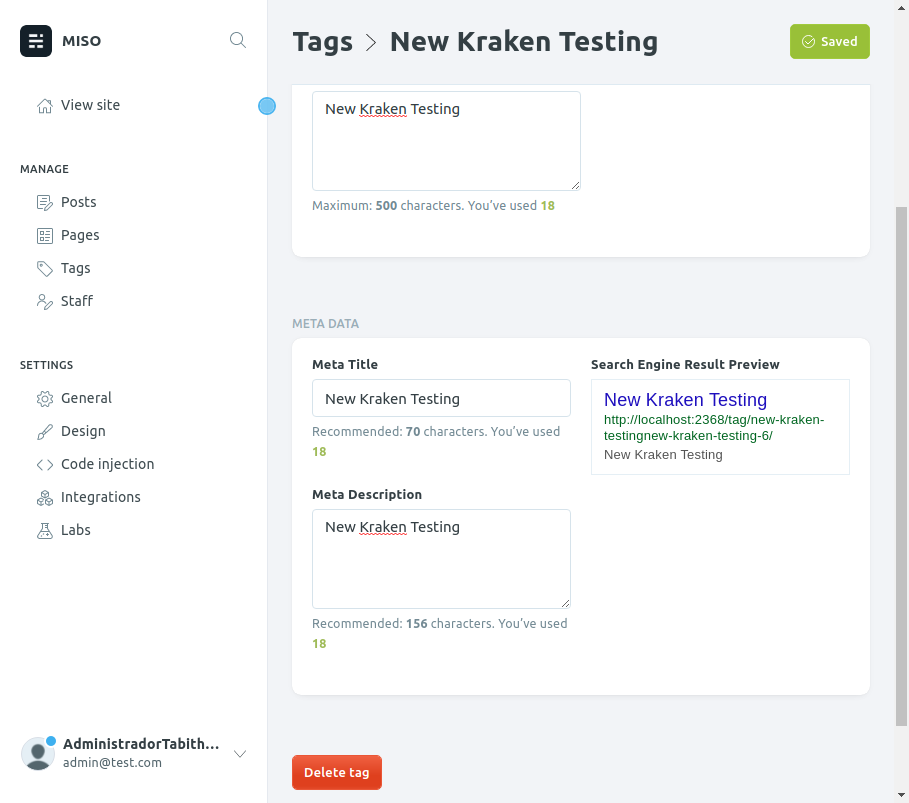 MISO
View site
MANAGE
Posts
Pages
Tags
Staff
SETTINGS
General
Design
Code injection
Integrations
Labs
AdministradorTabith...
admin@test.com
Tags > New Kraken Testing
Saved
New Kraken Testing
Maximum: 500 characters. You've used 18
META DATA
Meta Title
New Kraken Testing
Recommended: 70 characters. You've used
18
Meta Description
New Kraken Testing
Recommended: 156 characters. You've used
18
Search Engine Result Preview
New Kraken Testing
http://localhost:2368/tag/new-kraken-
testingnew-kraken-testing-6/
New Kraken Testing
Delete tag